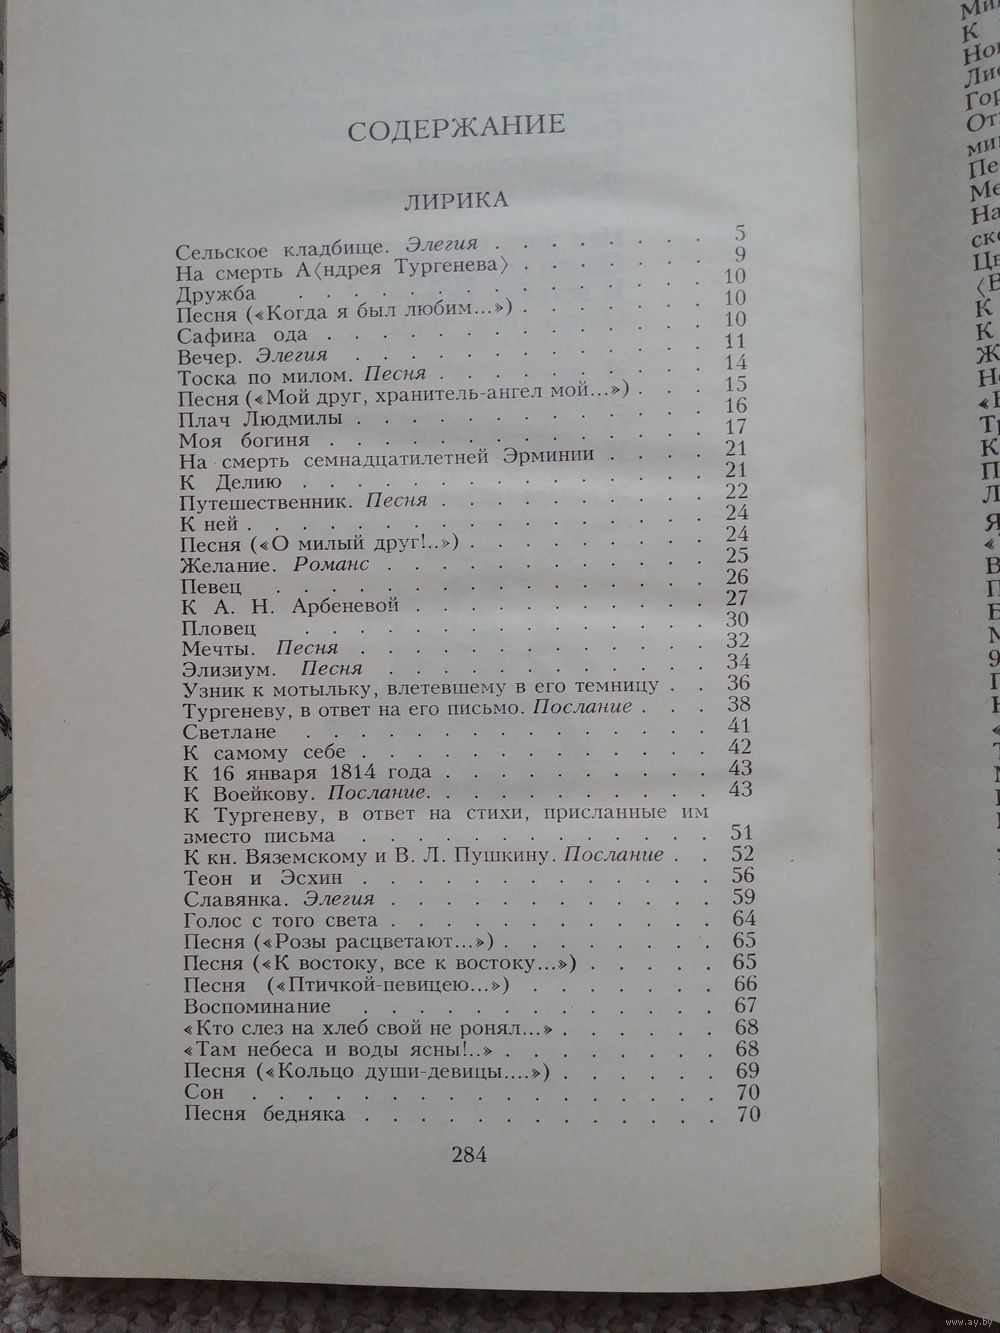 СОДЕРЖАНИЕ
ЛИРИКА
Сельское кладбище. Элегия . . . . . . . . 5
На смерть А⟨ндрея Тургенева⟩ . . . . . . . 9
Дружба . . . . . . . . . . . . . . 10
Песня («Когда я был любим...») . . . . . . . 10
Сафина ода . . . . . . . . . . . . . 10
Вечер. Элегия . . . . . . . . . . . . 11
Тоска по милом. Песня . . . . . . . . . 14
Песня («Мой друг, хранитель-ангел мой...») . . . 15
Плач Людмилы . . . . . . . . . . . . 16
Моя богиня . . . . . . . . . . . . . 17
На смерть семнадцатилетней Эрминии . . . . 21
К Делию . . . . . . . . . . . . . . 21
Путешественник. Песня . . . . . . . . . 22
К ней . . . . . . . . . . . . . . . 24
Песня («О милый друг!..») . . . . . . . . 24
Желание. Романс . . . . . . . . . . . 25
Певец . . . . . . . . . . . . . . . 26
К А. Н. Арбеневой . . . . . . . . . . 27
Пловец . . . . . . . . . . . . . . 30
Мечты. Песня . . . . . . . . . . . . 32
Элизиум. Песня . . . . . . . . . . . 34
Узник к мотыльку, влетевшему в его темницу . . 36
Тургеневу, в ответ на его письмо. Послание . . . 38
Светлане . . . . . . . . . . . . . . 41
К самому себе . . . . . . . . . . . . 42
К 16 января 1814 года . . . . . . . . . 43
К Воейкову. Послание. . . . . . . . . . 43
К Тургеневу, в ответ на стихи, присланные им
вместо письма . . . . . . . . . . . . 51
К кн. Вяземскому и В. Л. Пушкину. Послание . . 52
Теон и Эсхин . . . . . . . . . . . . 56
Славянка. Элегия . . . . . . . . . . . 59
Голос с того света . . . . . . . . . . . 64
Песня («Розы расцветают...») . . . . . . . 65
Песня («К востоку, все к востоку...») . . . . . 65
Песня («Птичкой-певицею...») . . . . . . . 66
Воспоминание . . . . . . . . . . . . 67
«Кто слез на хлеб свой не ронял...» . . . . . . 68
«Там небеса и воды ясны!..» . . . . . . . . 68
Песня («Кольцо души-девицы....») . . . . . . 69
Сон . . . . . . . . . . . . . . . . 70
Песня бедняка . . . . . . . . . . . . 70
284
www.ay.by